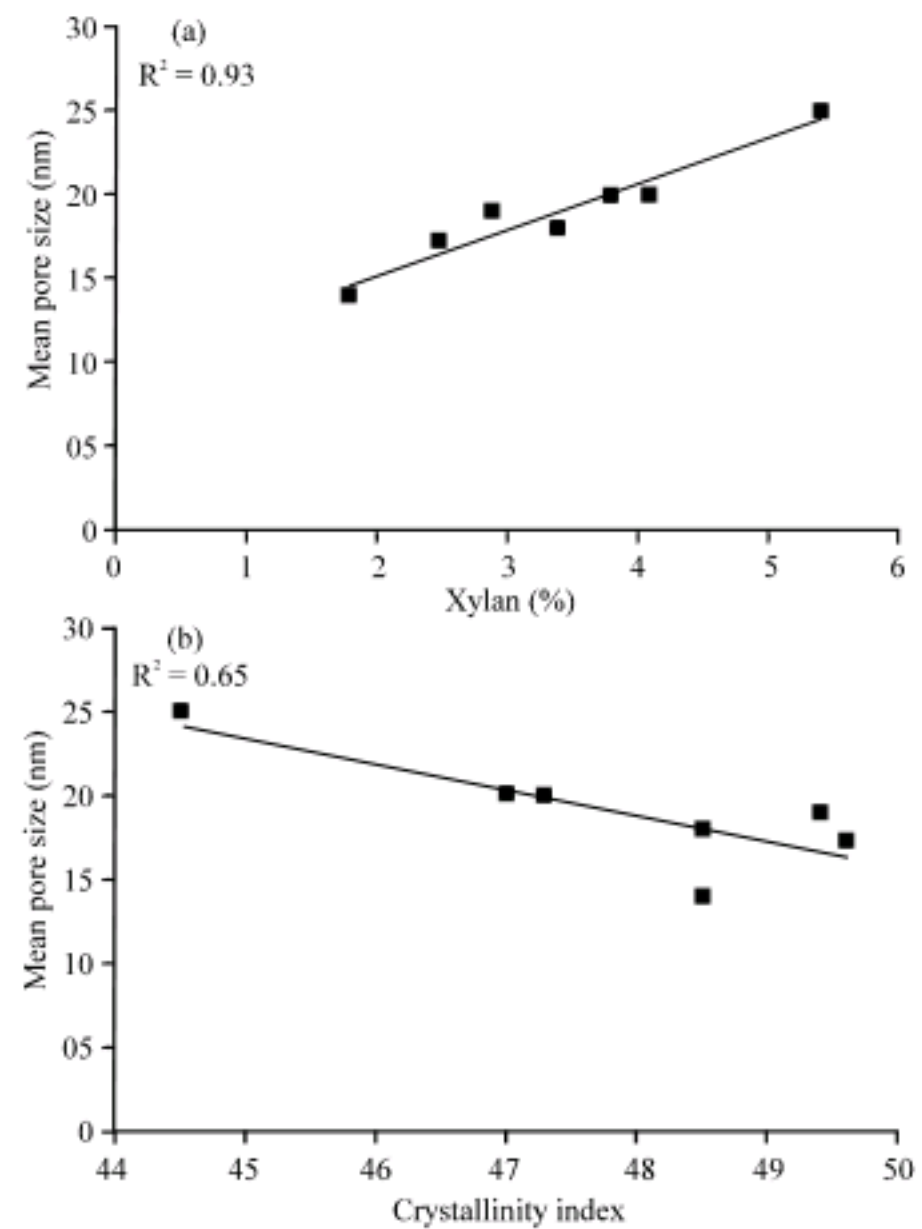 (a)
R² = 0.93
Mean pore size (nm)
30
25
20
15
10
05
0
0 1 2 3 4 5 6
Xylan (%)
(b)
R² = 0.65
Mean pore size (nm)
30
25
20
15
10
05
0
44 45 46 47 48 49 50
Crystallinity index